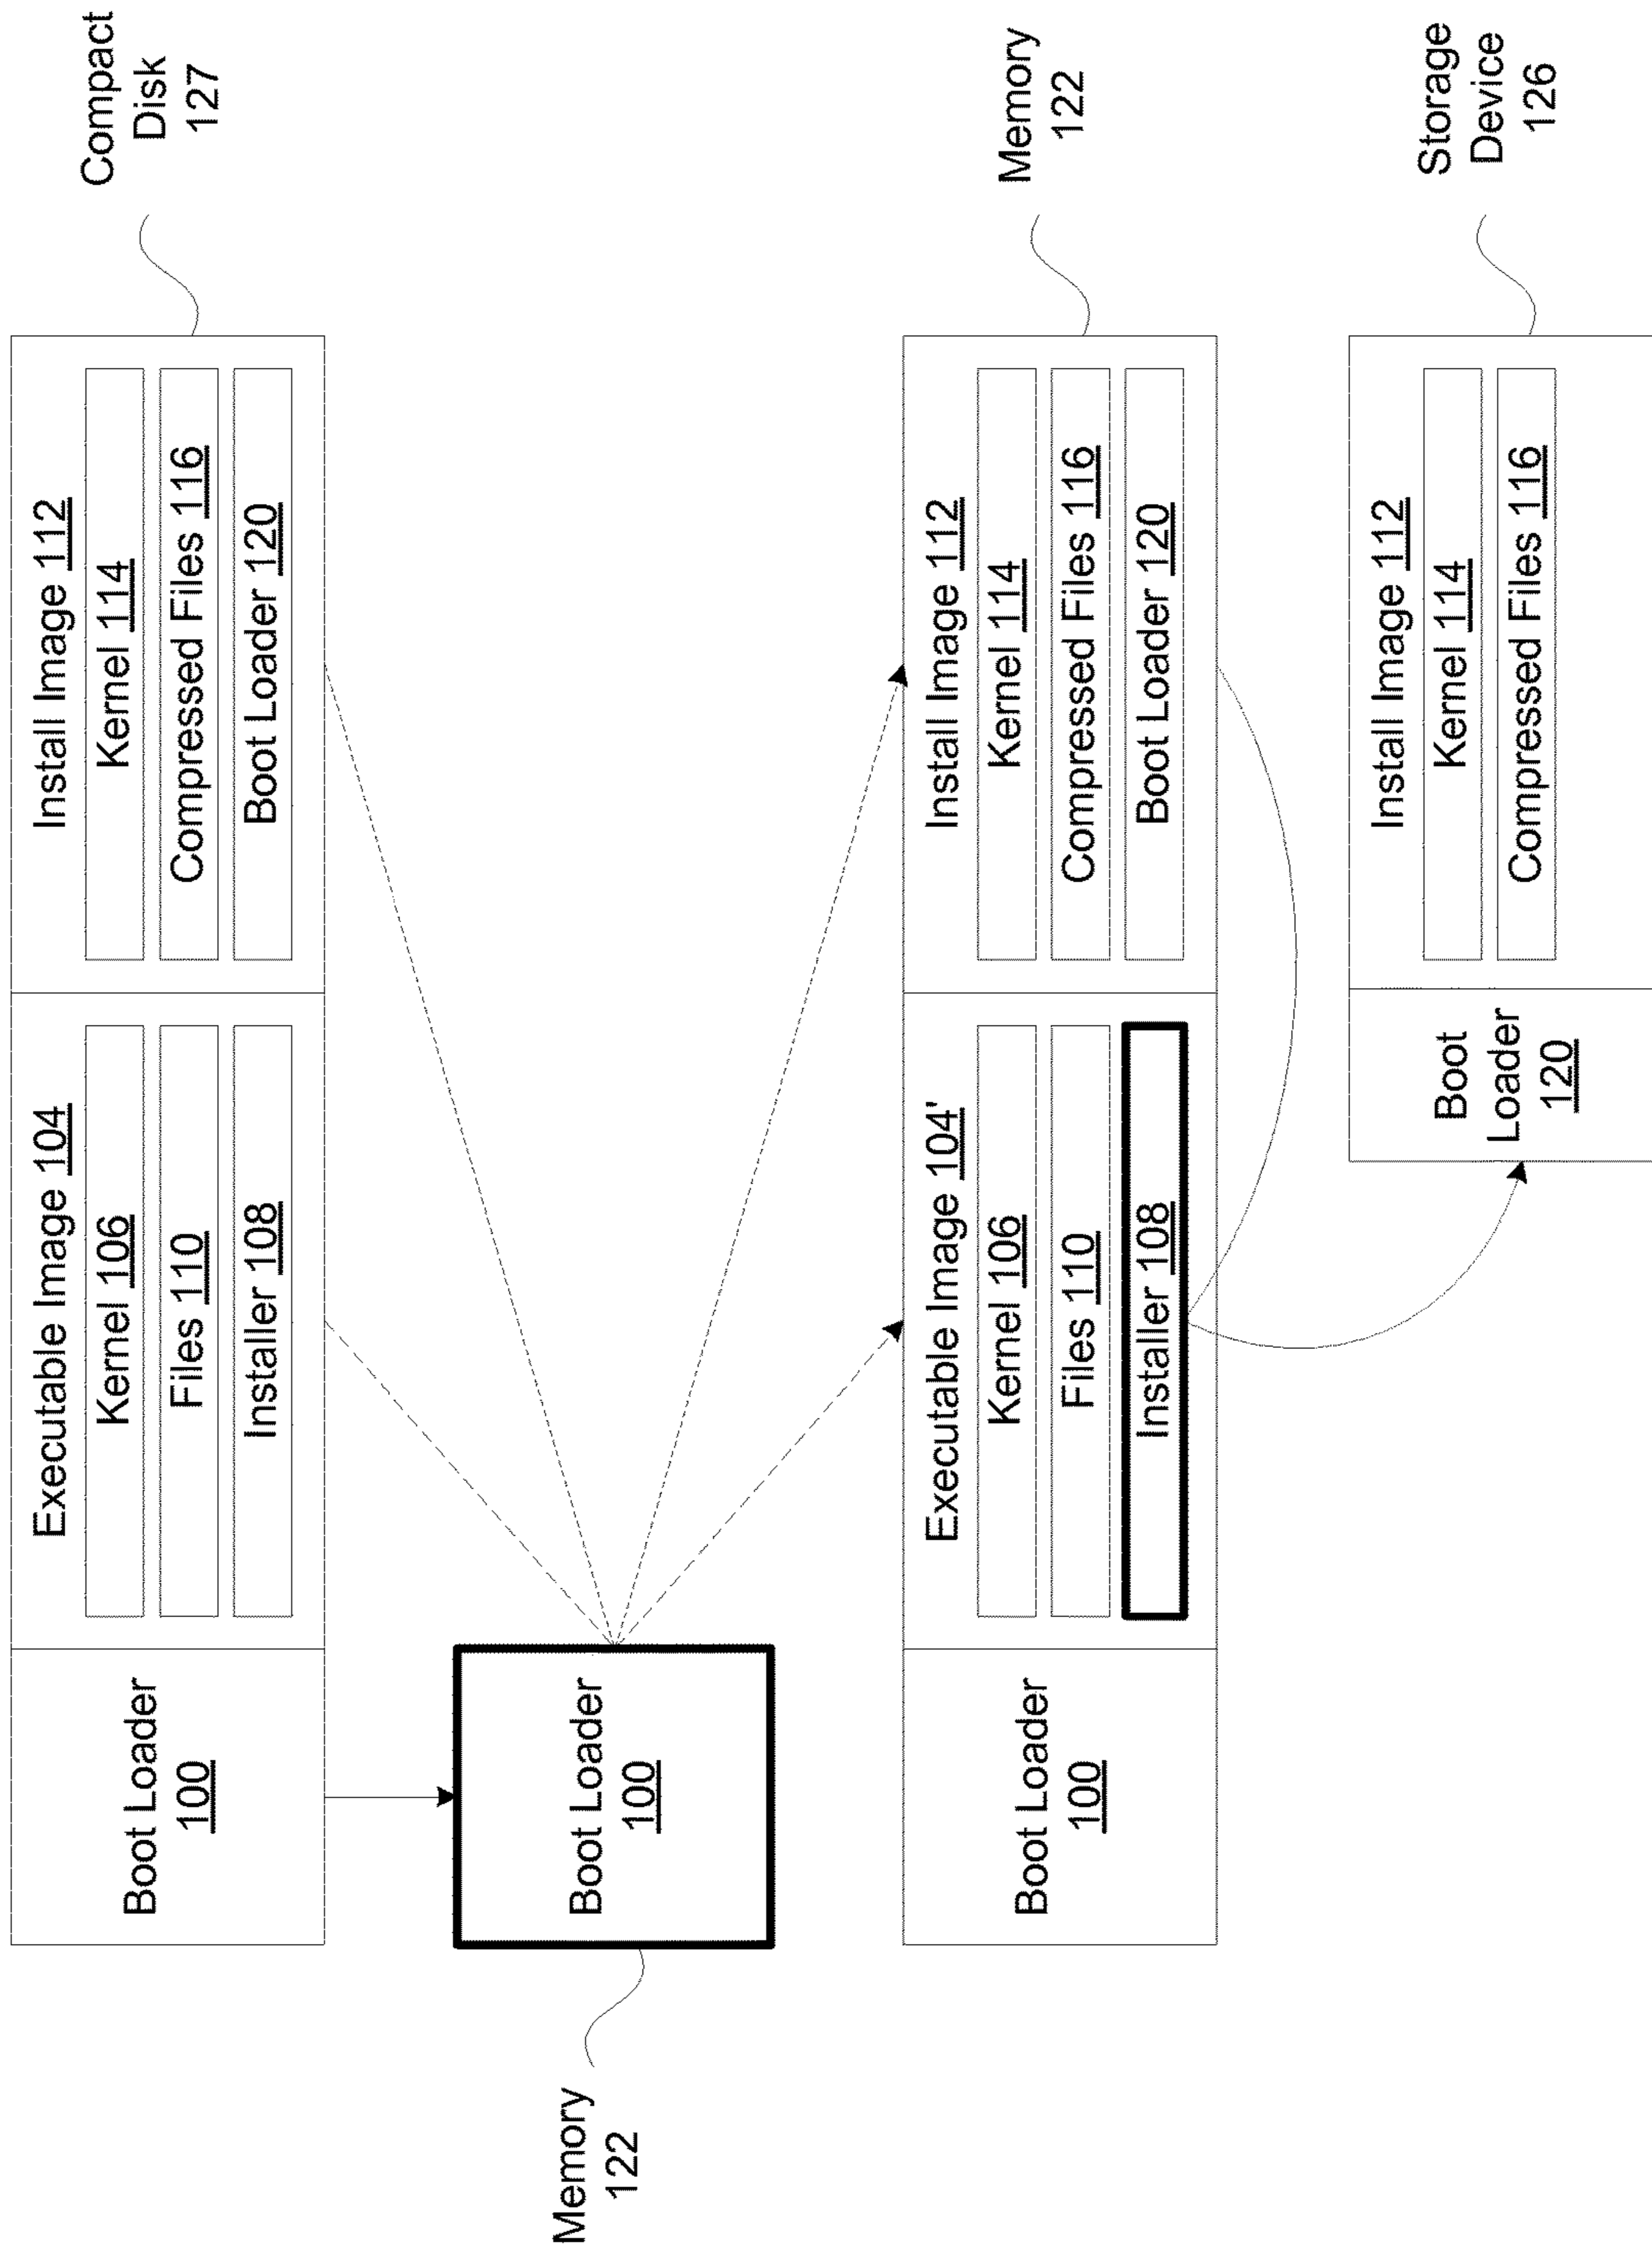 Boot Loader
100
Executable Image 104
Kernel 106
Files 110
Installer 108
Install Image 112
Kernel 114
Compressed Files 116
Boot Loader 120
Compact
Disk
127
Memory
122
Boot Loader
100
Boot Loader
100
Executable Image 104'
Kernel 106
Files 110
Installer 108
Install Image 112
Kernel 114
Compressed Files 116
Boot Loader 120
Memory
122
Boot
Loader
120
Install Image 112
Kernel 114
Compressed Files 116
Storage
Device
126